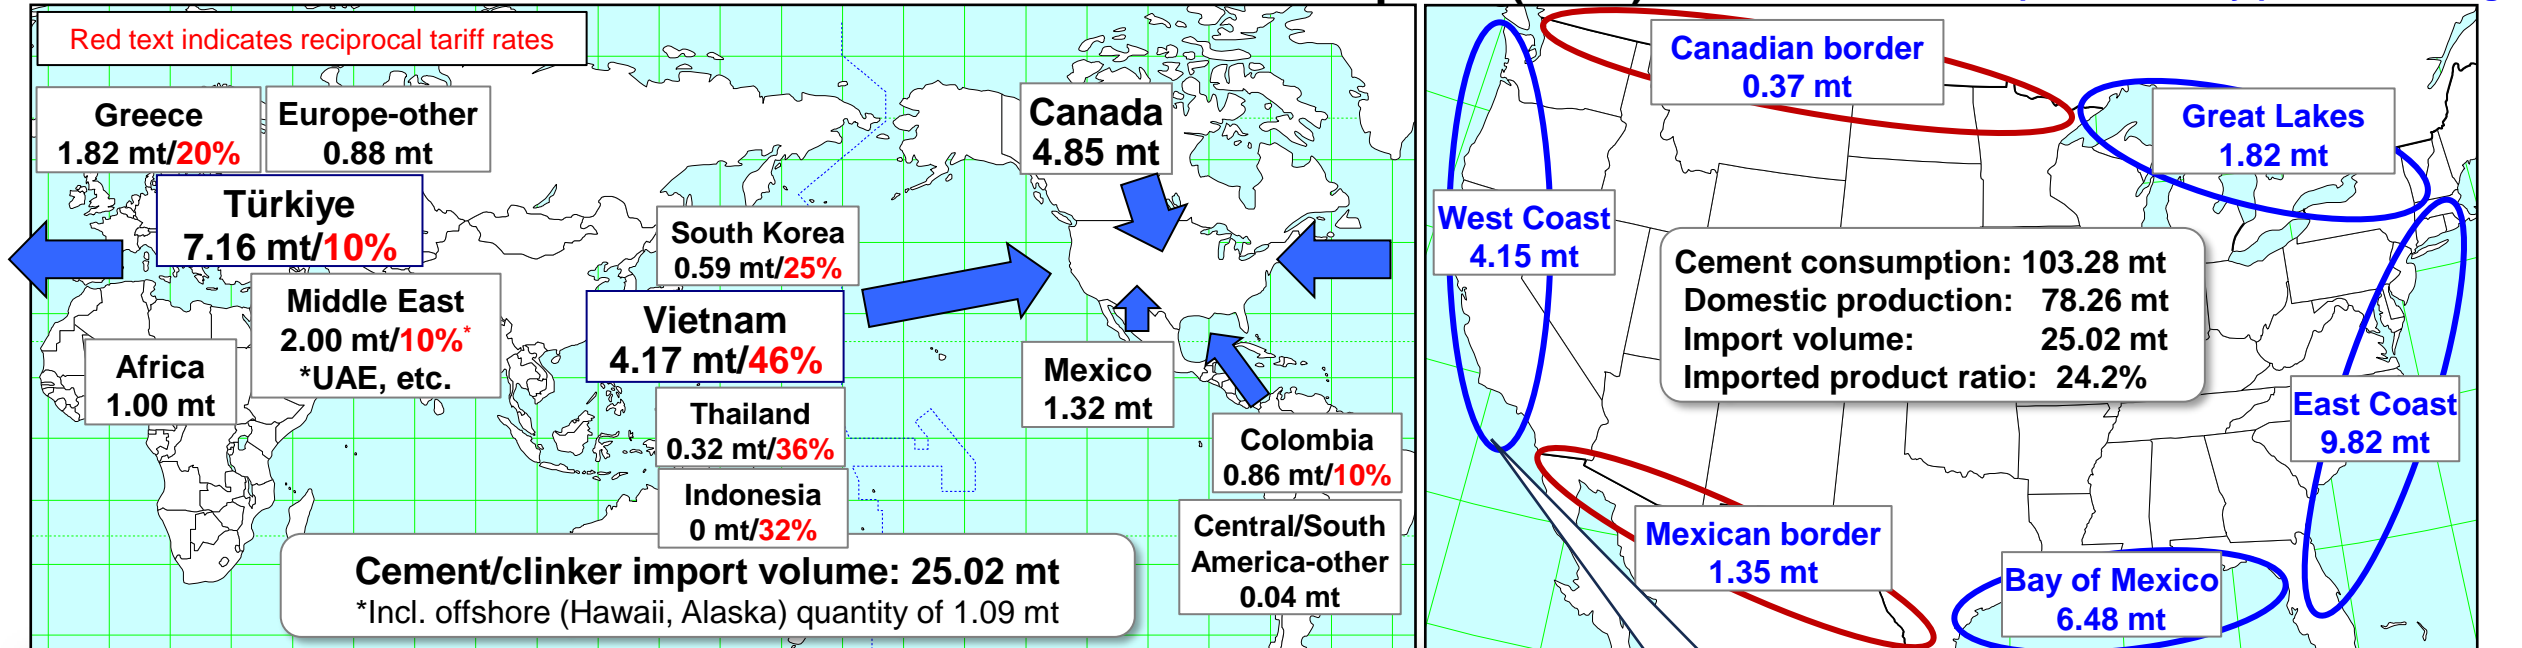 Red text indicates reciprocal tariff rates
Greece
1.82 mt/20%
Europe-other
0.88 mt
Türkiye
7.16 mt/10%
Middle East
2.00 mt/10%*
*UAE, etc.
Africa
1.00 mt
South Korea
0.59 mt/25%
Vietnam
4.17 mt/46%
Thailand
0.32 mt/36%
Indonesia
0 mt/32%
Canada
4.85 mt
Mexico
1.32 mt
Colombia
0.86 mt/10%
Central/South
America-other
0.04 mt
Cement/clinker import volume: 25.02 mt
*Incl. offshore (Hawaii, Alaska) quantity of 1.09 mt
Canadian border
0.37 mt
Great Lakes
1.82 mt
West Coast
4.15 mt
Cement consumption: 103.28 mt
Domestic production: 78.26 mt
Import volume: 25.02 mt
Imported product ratio: 24.2%
East Coast
9.82 mt
Mexican border
1.35 mt
Bay of Mexico
6.48 mt